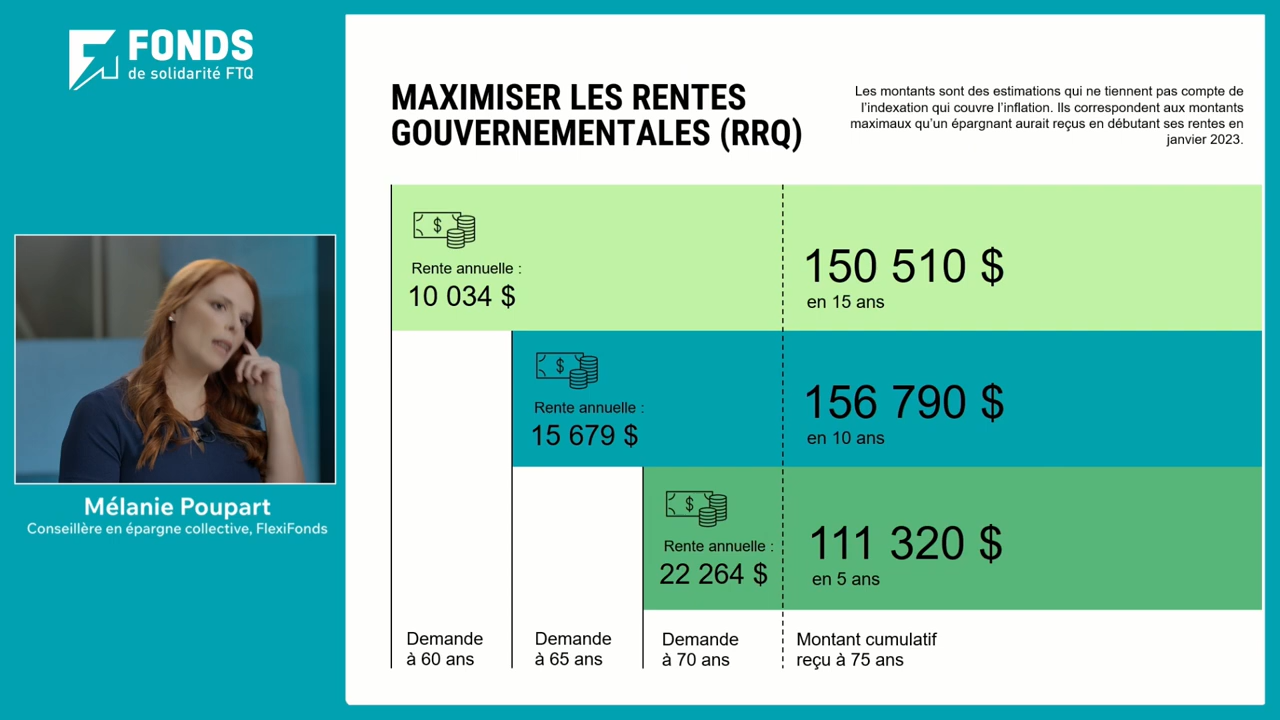 FONDS
de solidarité FTQ
MAXIMISER LES RENTES
GOUVERNEMENTALES (RRQ)
Les montants sont des estimations qui ne tiennent pas compte de
l'indexation qui couvre l'inflation. Ils correspondent aux montants
maximaux qu'un épargnant aurait reçus en débutant ses rentes en
janvier 2023.
$
Rente annuelle :
10 034 $
150 510 $
en 15 ans
$
Rente annuelle :
15 679 $
156 790 $
en 10 ans
$
Rente annuelle :
22 264 $
111 320 $
en 5 ans
Demande
à 60 ans
Demande
à 65 ans
Demande
à 70 ans
Montant cumulatif
reçu à 75 ans
Mélanie Poupart
Conseillère en épargne collective, FlexiFonds